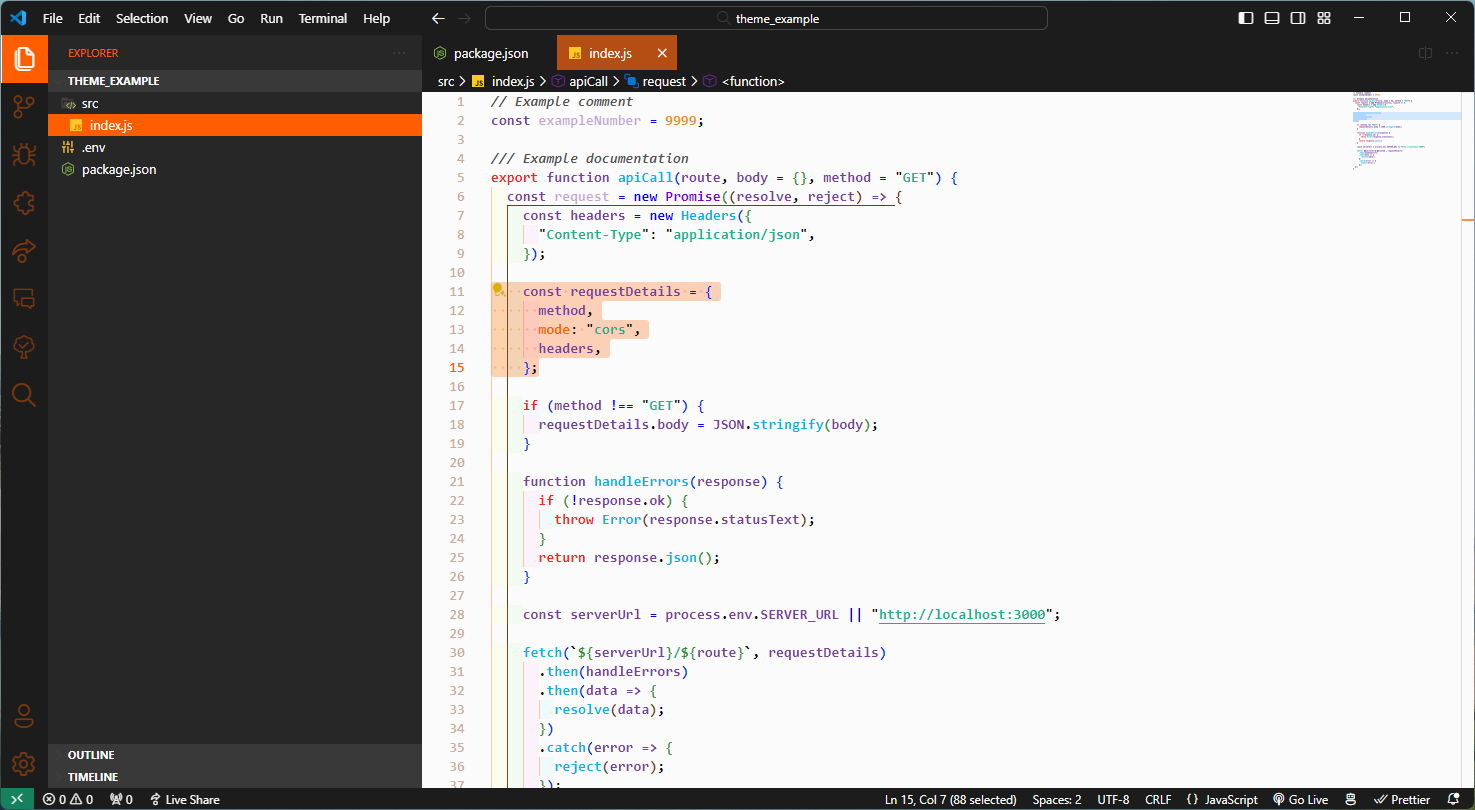 File Edit Selection View Go Run Terminal Help
theme_example
EXPLORER
THEME_EXAMPLE
src
index.js
.env
package.json
OUTLINE
TIMELINE
package.json
JS index.js
src > JS index.js > apiCall > request > <function>
1 // Example comment
2 const exampleNumber = 9999;
3
4 /// Example documentation
5 export function apiCall(route, body = {}, method = "GET") {
6 const request = new Promise((resolve, reject) => {
7 const headers = new Headers({
8 "Content-Type": "application/json",
9 });
10
11 const requestDetails = {
12 method,
13 mode: "cors",
14 headers,
15 };
16
17 if (method !== "GET") {
18 requestDetails.body = JSON.stringify(body);
19 }
20
21 function handleErrors(response) {
22 if (!response.ok) {
23 throw Error(response.statusText);
24 }
25 return response.json();
26 }
27
28 const serverUrl = process.env.SERVER_URL || "http://localhost:3000";
29
30 fetch(`${serverUrl}/${route}`, requestDetails)
31 .then(handleErrors)
32 .then(data => {
33 resolve(data);
34 })
35 .catch(error => {
36 reject(error);
37 });
0 0 0 Live Share
Ln 15, Col 7 (88 selected) Spaces: 2 UTF-8 CRLF {} JavaScript Go Live Prettier